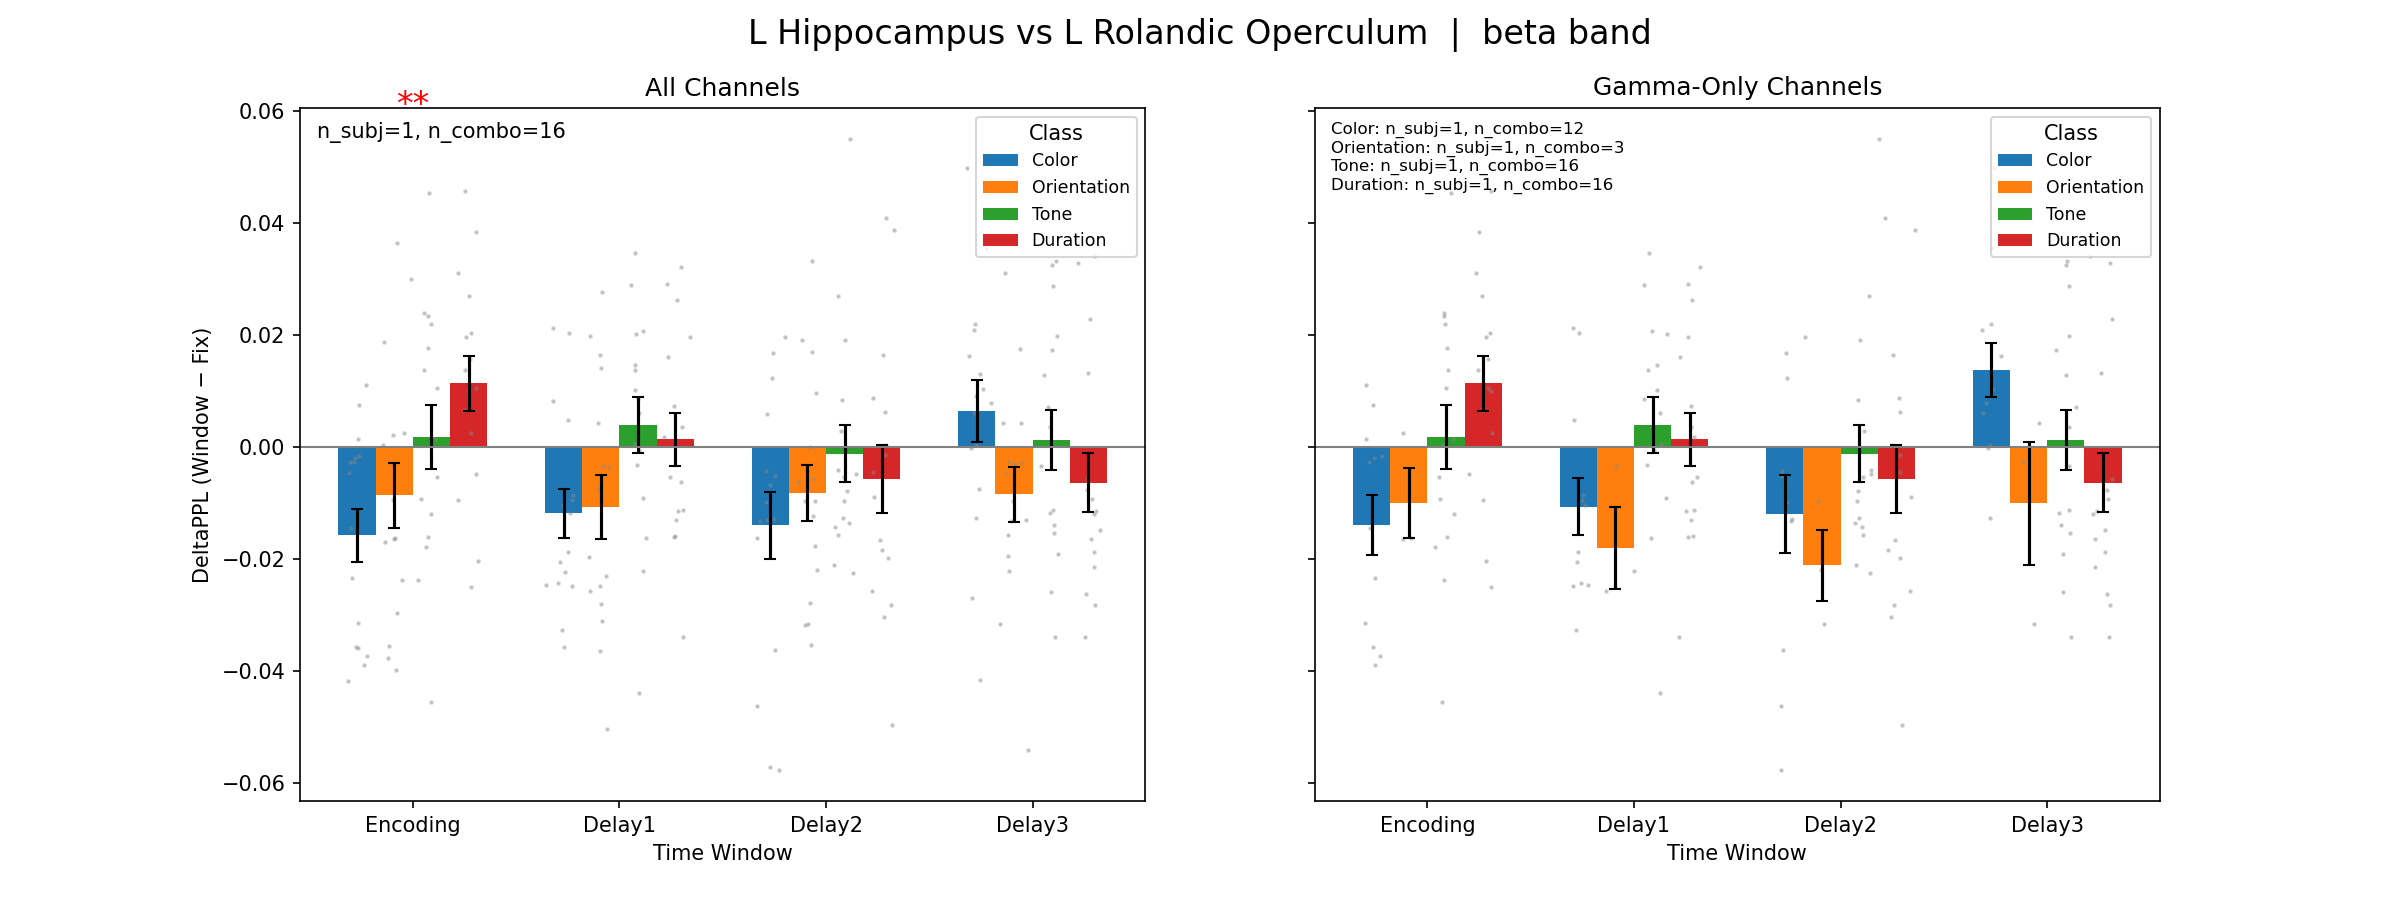 L Hippocampus vs L Rolandic Operculum | beta band
All Channels
**
n_subj=1, n_combo=16
Class
Color
Orientation
Tone
Duration
0.06
0.04
0.02
0.00
−0.02
−0.04
−0.06
DeltaPPL (Window − Fix)
Encoding
Delay1
Delay2
Delay3
Time Window
Gamma-Only Channels
Color: n_subj=1, n_combo=12
Orientation: n_subj=1, n_combo=3
Tone: n_subj=1, n_combo=16
Duration: n_subj=1, n_combo=16
Class
Color
Orientation
Tone
Duration
Encoding
Delay1
Delay2
Delay3
Time Window